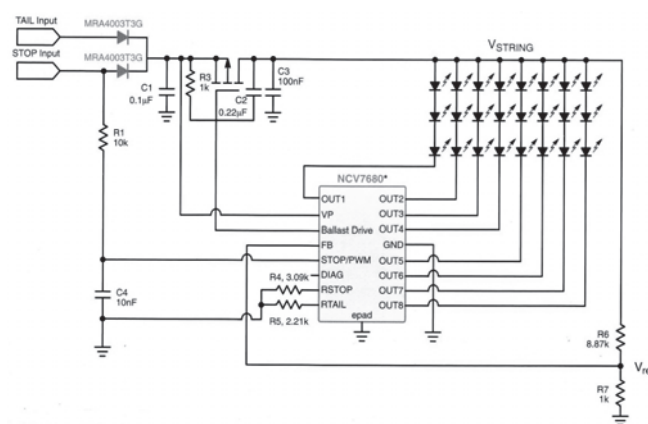 TAIL Input
MRA4003T3G
STOP Input
MRA4003T3G
VSTRING
R3
1k
C1
0.1µF
C2
0.22µF
C3
100nF
R1
10k
NCV7680*
OUT1
VP
Ballast Drive
FB
STOP/PWM
DIAG
RSTOP
RTAIL
epad
OUT2
OUT3
OUT4
GND
OUT5
OUT6
OUT7
OUT8
R4, 3.09k
R5, 2.21k
C4
10nF
R6
8.87k
Vre
R7
1k